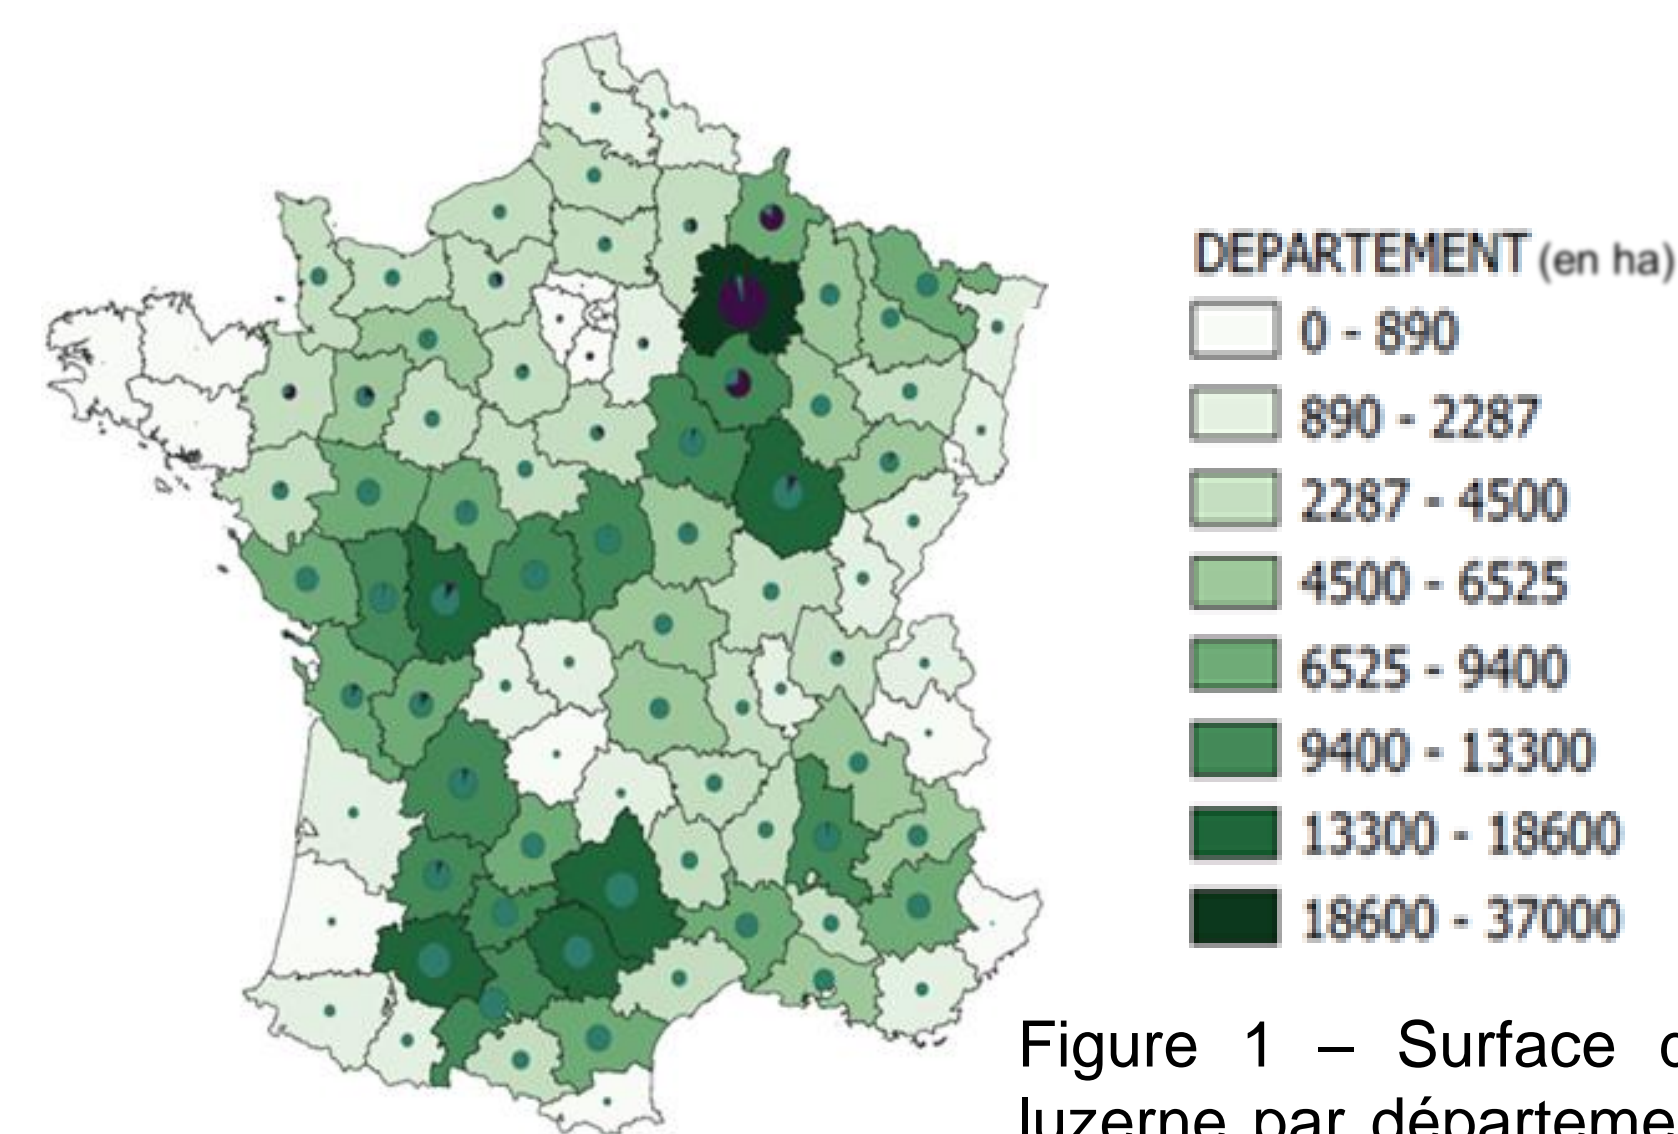 DEPARTEMENT (en ha)
0 - 890
890 - 2287
2287 - 4500
4500 - 6525
6525 - 9400
9400 - 13300
13300 - 18600
18600 - 37000
Figure 1 – Surface
luzerne par départeme